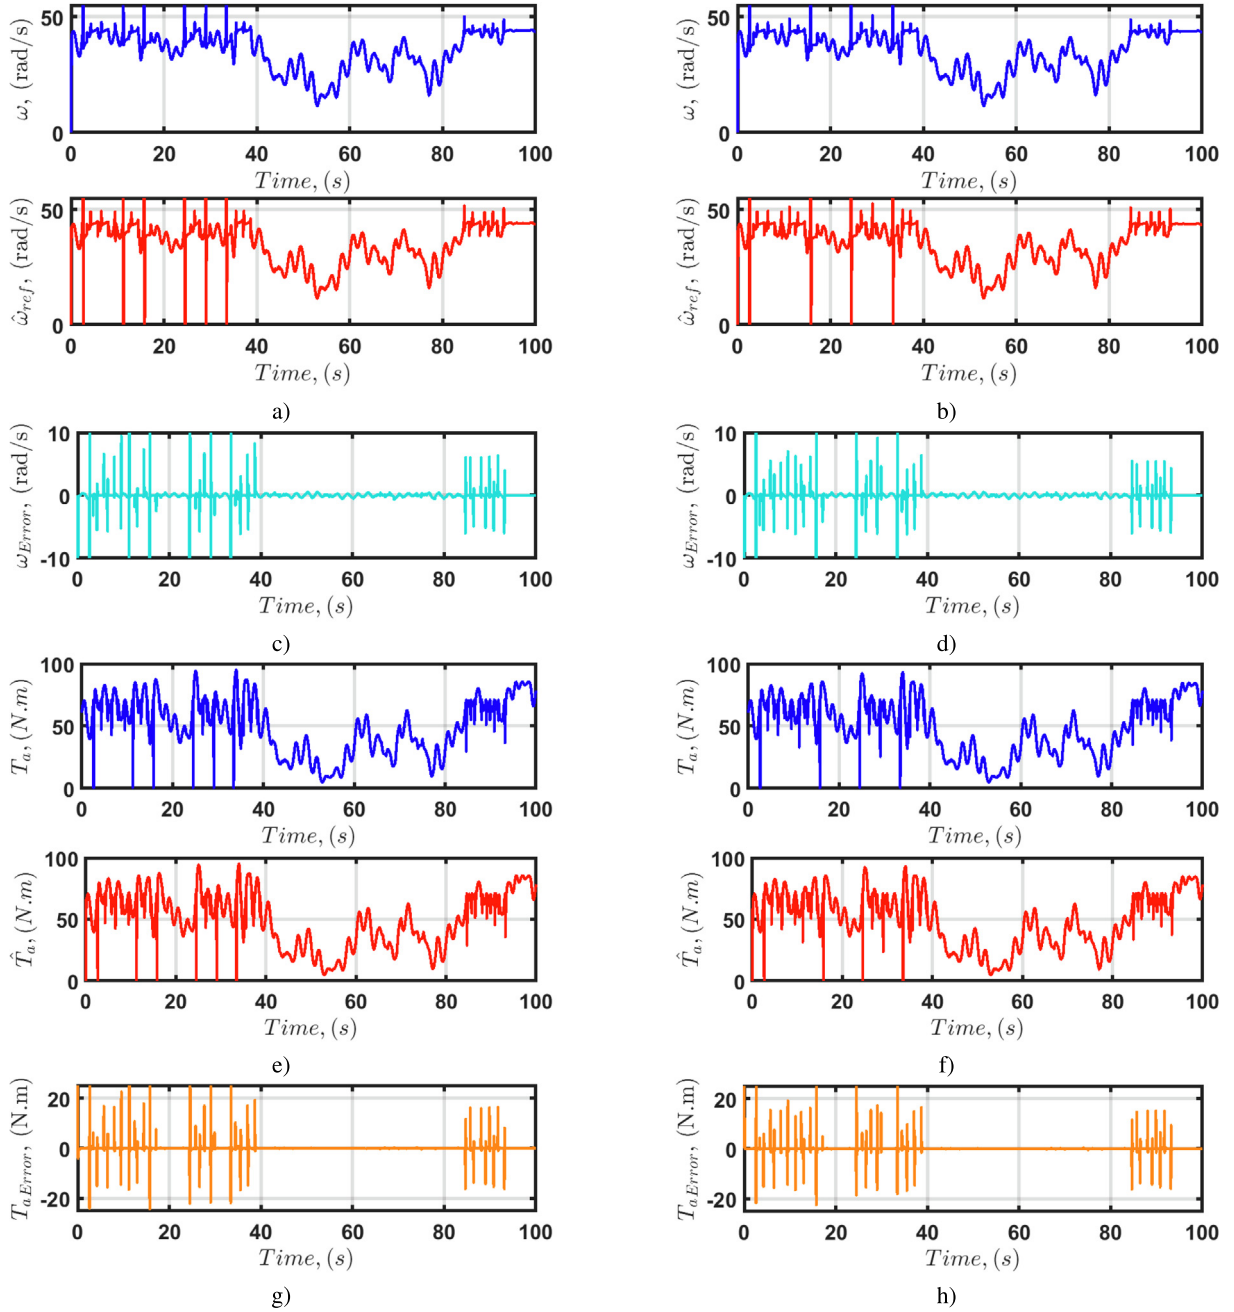 50
0
ω, (rad/s)
0 20 40 60 80 100
Time, (s)
50
0
ω̂ref, (rad/s)
0 20 40 60 80 100
Time, (s)
a)
50
0
ω, (rad/s)
0 20 40 60 80 100
Time, (s)
50
0
ω̂ref, (rad/s)
0 20 40 60 80 100
Time, (s)
b)
10
0
-10
ωError, (rad/s)
0 20 40 60 80 100
Time, (s)
c)
10
0
-10
ωError, (rad/s)
0 20 40 60 80 100
Time, (s)
d)
100
50
0
Ta, (N.m)
0 20 40 60 80 100
Time, (s)
100
50
0
T̂a, (N.m)
0 20 40 60 80 100
Time, (s)
e)
100
50
0
Ta, (N.m)
0 20 40 60 80 100
Time, (s)
100
50
0
T̂a, (N.m)
0 20 40 60 80 100
Time, (s)
f)
20
0
-20
TaError, (N.m)
0 20 40 60 80 100
Time, (s)
g)
20
0
-20
TaError, (N.m)
0 20 40 60 80 100
Time, (s)
h)